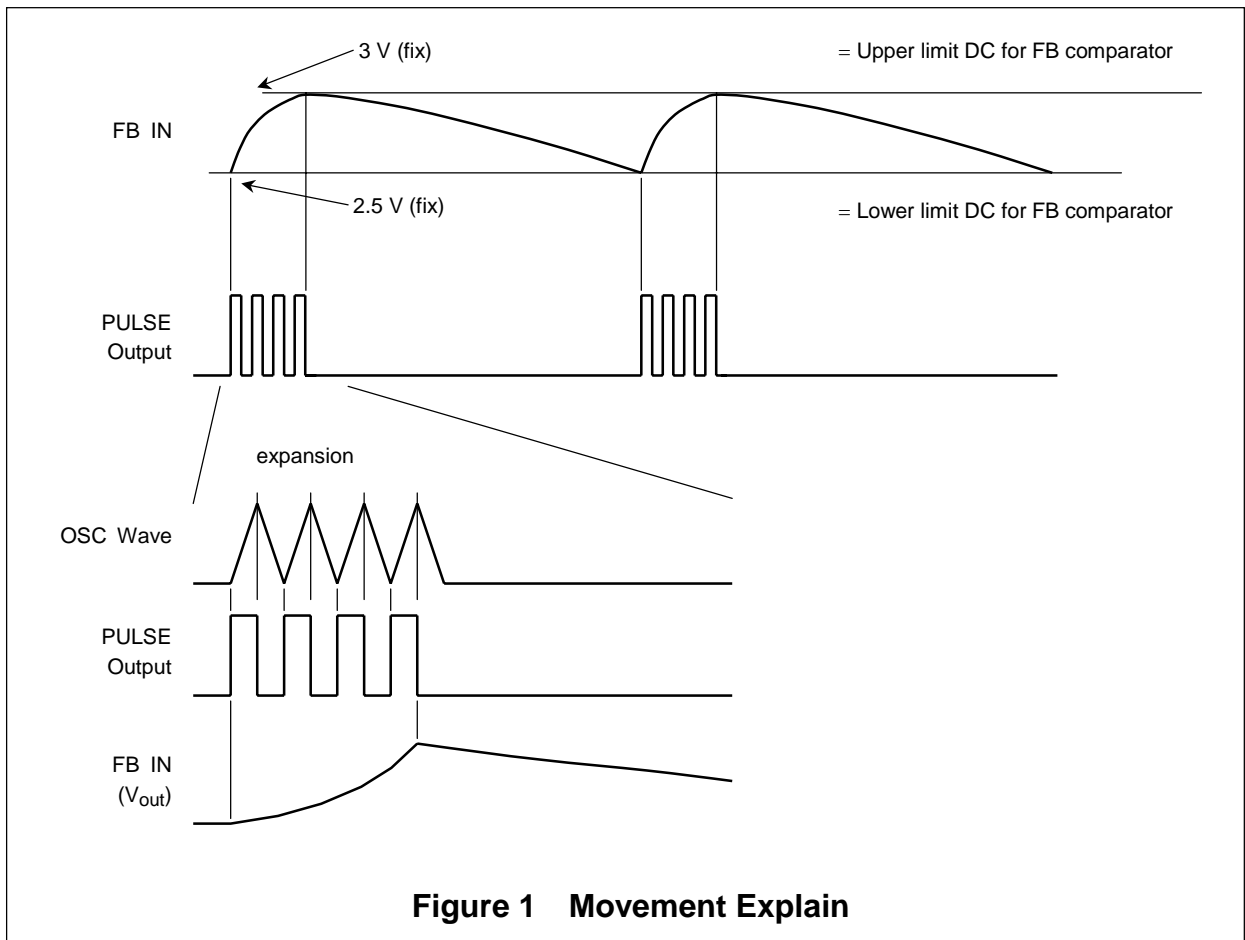 3 V (fix)
= Upper limit DC for FB comparator
FB IN
2.5 V (fix)
= Lower limit DC for FB comparator
PULSE
Output
expansion
OSC Wave
PULSE
Output
FB IN
(Vout)
Figure 1 Movement Explain